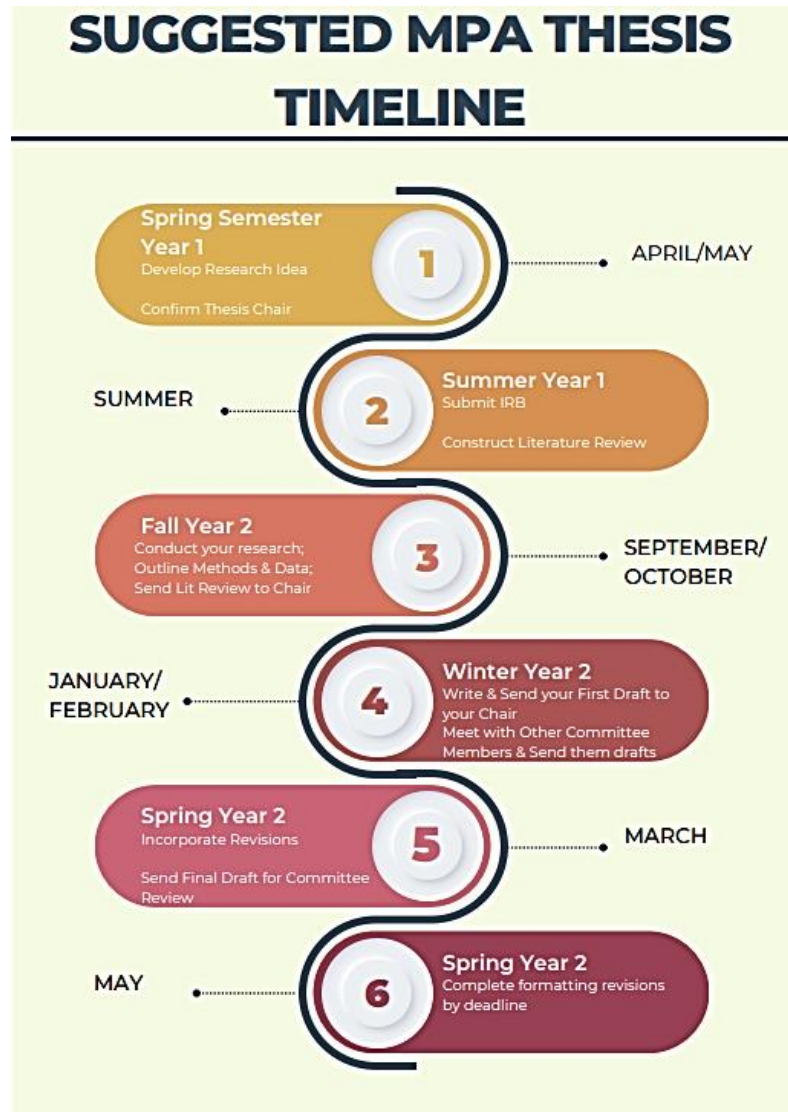 SUGGESTED MPA THESIS
TIMELINE
Spring Semester
Year 1
Develop Research Idea
Confirm Thesis Chair
1
APRIL/MAY
SUMMER
2
Summer Year 1
Submit IRB
Construct Literature Review
Fall Year 2
Conduct your research;
Outline Methods & Data;
Send Lit Review to Chair
3
SEPTEMBER/
OCTOBER
JANUARY/
FEBRUARY
4
Winter Year 2
Write & Send your First Draft to
your Chair
Meet with Other Committee
Members & Send them drafts
Spring Year 2
Incorporate Revisions
Send Final Draft for Committee
Review
5
MARCH
MAY
6
Spring Year 2
Complete formatting revisions
by deadline